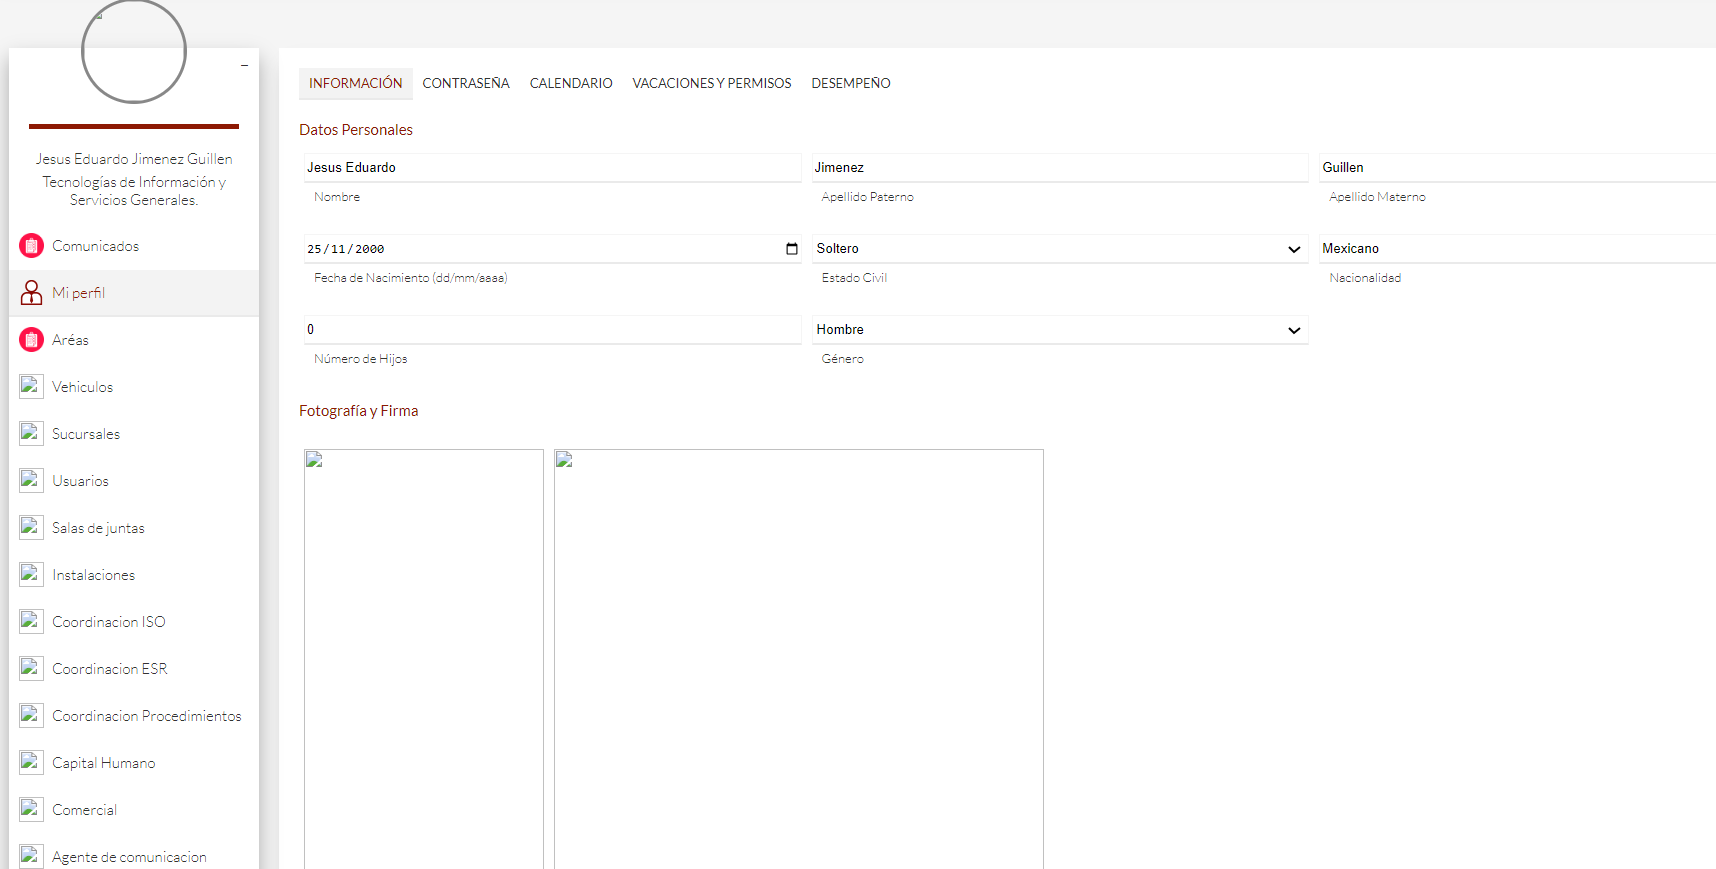 INFORMACIÓN CONTRASEÑA CALENDARIO VACACIONES Y PERMISOS DESEMPEÑO
Jesus Eduardo Jimenez Guillen
Tecnologías de Información y
Servicios Generales.
Comunicados
Mi perfil
Aréas
Vehiculos
Sucursales
Usuarios
Salas de juntas
Instalaciones
Coordinacion ISO
Coordinacion ESR
Coordinacion Procedimientos
Capital Humano
Comercial
Agente de comunicacion
Datos Personales
Jesus Eduardo Jimenez Guillen
Nombre Apellido Paterno Apellido Materno
25/11/2000 Soltero Mexicano
Fecha de Nacimiento (dd/mm/aaaa) Estado Civil Nacionalidad
0 Hombre
Número de Hijos Género
Fotografía y Firma